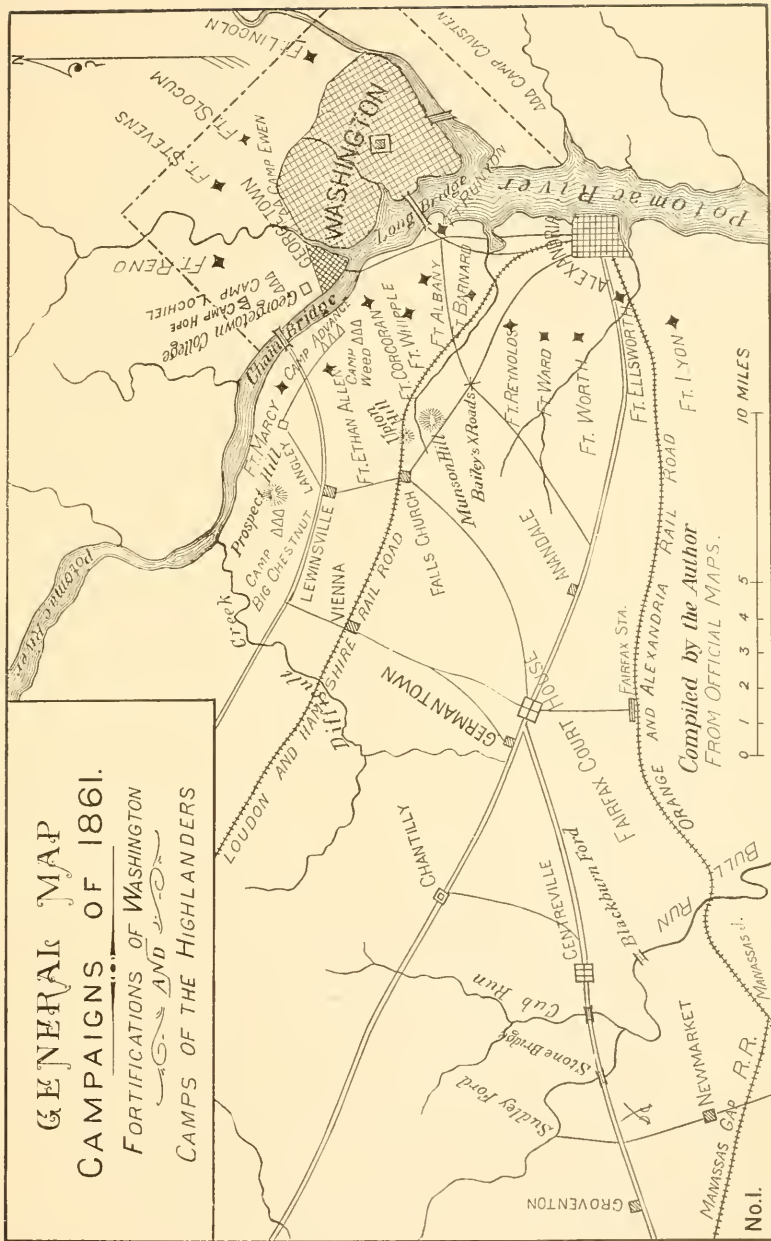 GENERAL MAP
CAMPAIGNS OF 1861.
FORTIFICATIONS OF WASHINGTON
AND
CAMPS OF THE HIGHLANDERS
N
Potomac River
FT. LINCOLN
FT. SLOCUM
FT. STEVENS
CAMP EWEN
GEORGETOWN
WASHINGTON
CAMP CAUSTEN
FT. RENO
CAMP LOCHIEL
CAMP HOPE
Georgetown College
Chain Bridge
Long Bridge
FT RUNYON
Potomac River
ALEXANDRIA
CAMP ADVANCE
FT. MARCY
FT. ETHAN ALLEN
CAMP
Weed
FT. CORCORAN
FT. WHIPPLE
FT ALBANY
FT BARNARD
FT. REYNOLDS
FT. WARD
FT. WORTH
FT. ELLSWORTH
FT. LYON
Upton
Hill
Munson Hill
Bailey's X Roads
Prospect Hill
LANGLEY
CAMP
BIG CHESTNUT
LEWINSVILLE
VIENNA
FALLS CHURCH
ANANDALE
LOUDON AND HAMPSHIRE RAIL ROAD
Difficult Creek
GERMANTOWN
FAIRFAX COURT HOUSE
FAIRFAX STA.
ORANGE AND ALEXANDRIA RAIL ROAD
CHANTILLY
CENTREVILLE
Blackburn Ford
Cub Run
Stone Bridge
Sudley Ford
GROVENTON
NEWMARKET
BULL RUN
MANASSAS J.
MANASSAS GAP R.R.
Compiled by the Author
FROM OFFICIAL MAPS.
0 1 2 3 5 10 MILES
No.1.